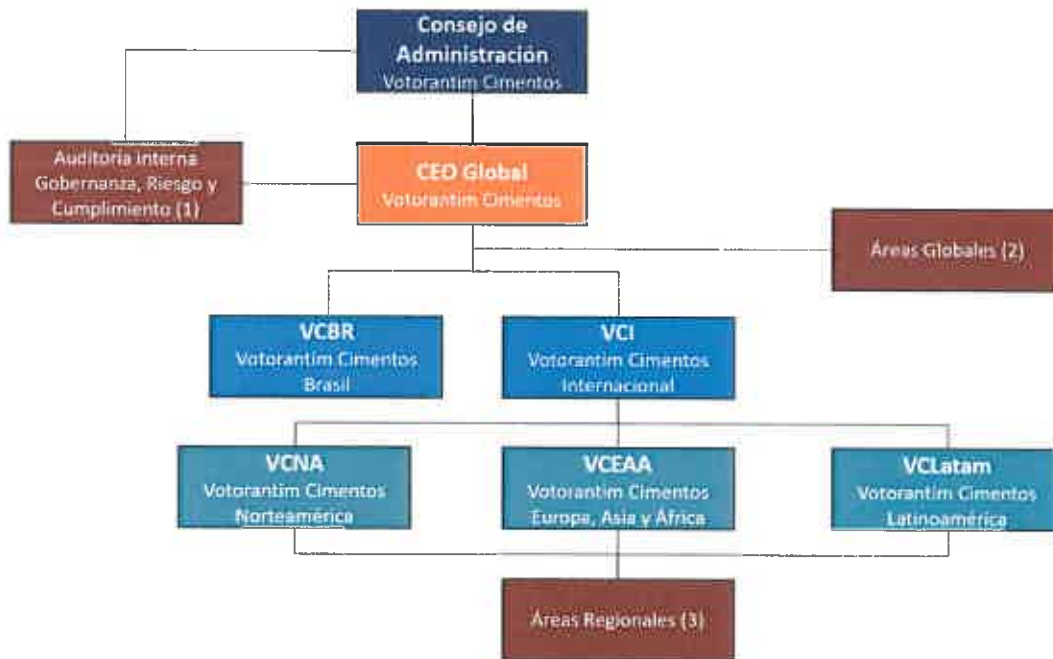 Consejo de
Administración
Votorantim Cimentos
Auditoría interna
Gobernanza, Riesgo y
Cumplimiento (1)
CEO Global
Votorantim Cimentos
Áreas Globales (2)
VCBR
Votorantim Cimentos
Brasil
VCI
Votorantim Cimentos
Internacional
VCNA
Votorantim Cimentos
Norteamérica
VCEAA
Votorantim Cimentos
Europa, Asia y África
VCLatam
Votorantim Cimentos
Latinoamérica
Áreas Regionales (3)